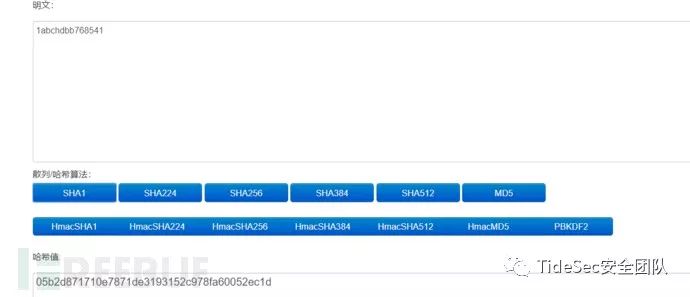 明文:
1abchdbb768541
散列/哈希算法:
SHA1 SHA224 SHA256 SHA384 SHA512 MD5
HmacSHA1 HmacSHA224 HmacSHA256 HmacSHA384 HmacSHA512 HmacMD5 PBKDF2
哈希值
05b2d871710e7871de3193152c978fa60052ec1d
TideSec安全团队